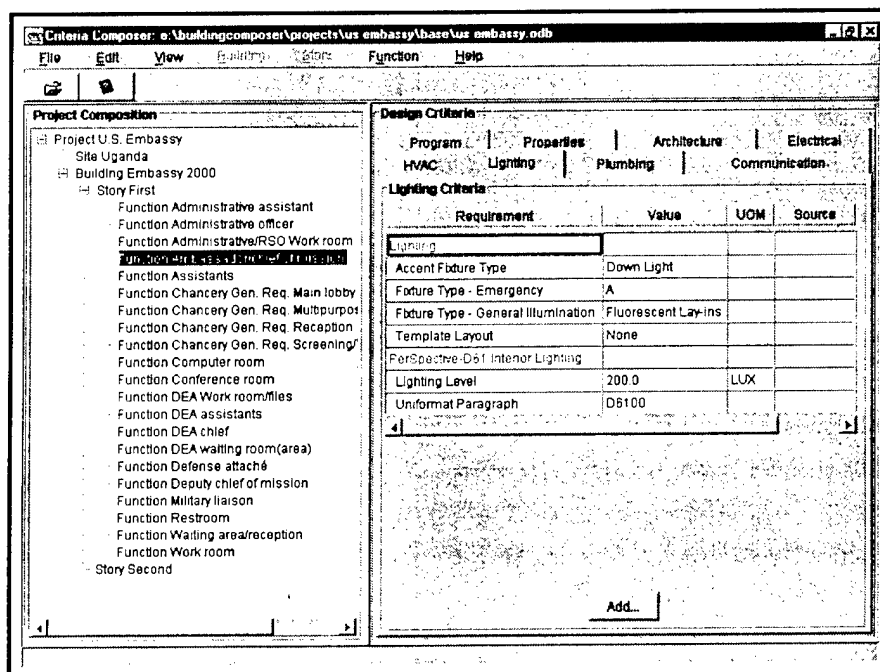 Criteria Composer: e:\buildingcomposer\projects\us embassy\base\us embassy.odb
File Edit View Building Function Help
Project Composition
Project U.S. Embassy
Site Uganda
Building Embassy 2000
Story First
Function Administrative assistant
Function Administrative officer
Function Administrative/RSO Work room
Function
Function Assistants
Function Chancery Gen. Req. Main lobby
Function Chancery Gen. Req. Multipurpos
Function Chancery Gen. Req. Reception
Function Chancery Gen. Req. Screening/
Function Computer room
Function Conference room
Function DEA Work room/files
Function DEA assistants
Function DEA chief
Function DEA waiting room(area)
Function Defense attaché
Function Deputy chief of mission
Function Military liaison
Function Restroom
Function Waiting area/reception
Function Work room
Story Second
Design Criteria
Program Properties Architecture Electrical
HVAC Lighting Plumbing Communication
Lighting Criteria
Requirement Value UOM Source
Lighting
Accent Fixture Type Down Light
Fixture Type - Emergency A
Fixture Type - General Illumination Fluorescent Lay-ins
Template Layout None
PerSpective-D61 Interior Lighting
Lighting Level 200.0 LUX
Uniformat Paragraph D6100
Add...